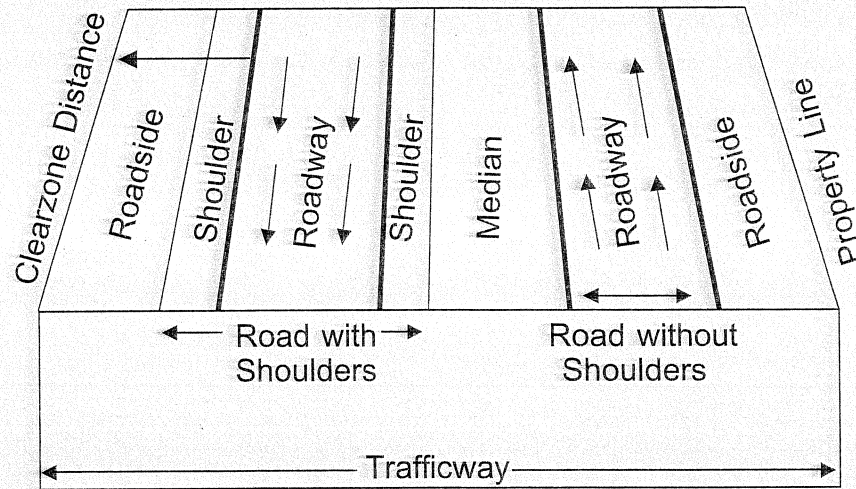 Clearzone Distance
Roadside
Shoulder
Roadway
Shoulder
Median
Roadway
Roadside
Property Line
Road with
Shoulders
Road without
Shoulders
Trafficway